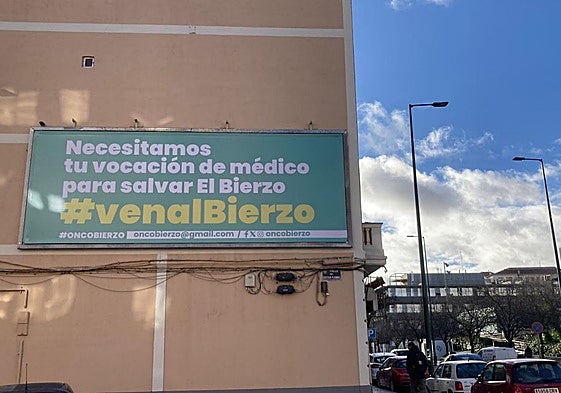 Necesitamos
tu vocación de médico
para salvar El Bierzo
#venalBierzo
#ONCOBIERZO oncobierzo@gmail.com / f X oncobierzo
P